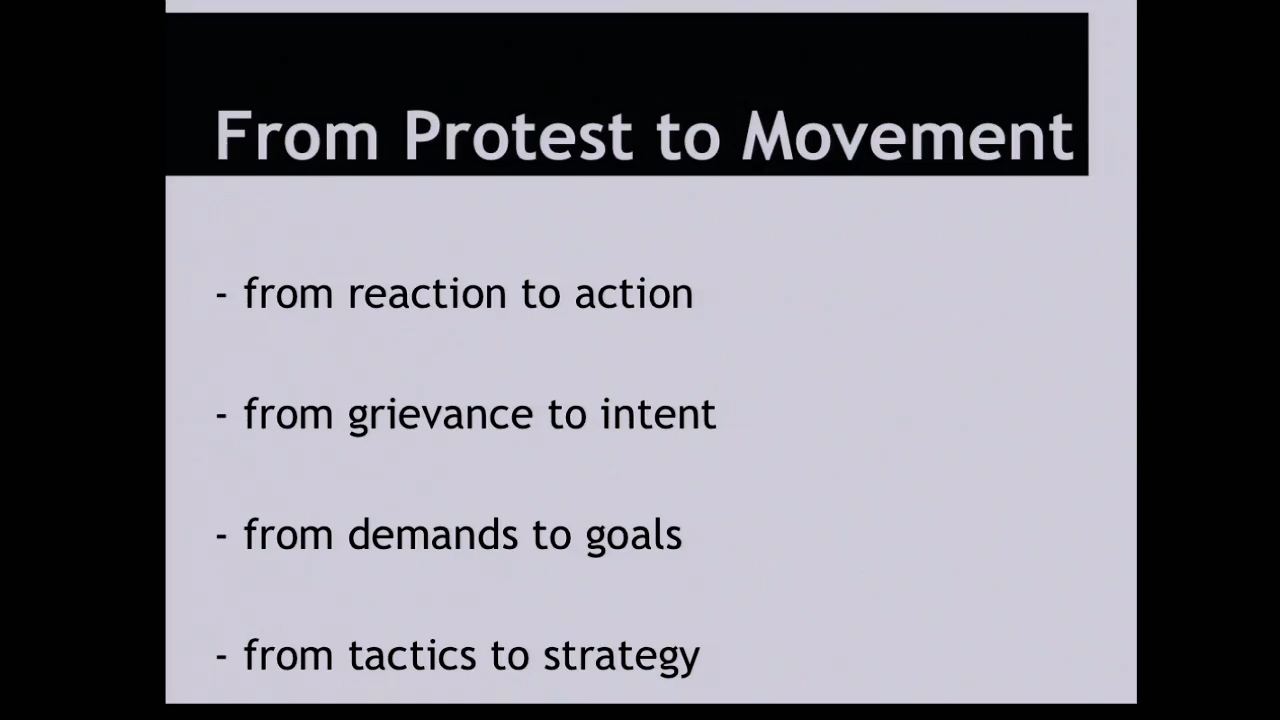 From Protest to Movement
- from reaction to action
- from grievance to intent
- from demands to goals
- from tactics to strategy